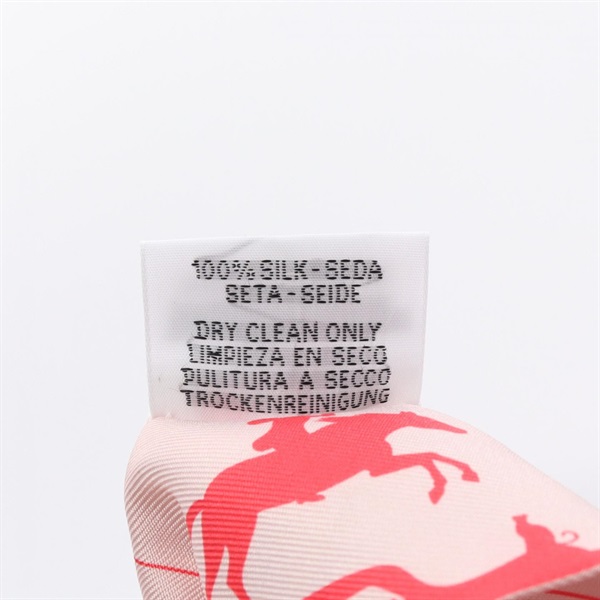 100% SILK - SEDA
SETA - SEIDE
DRY CLEAN ONLY
LIMPIEZA EN SECO
PULITURA A SECCO
TROCKENREINIGUNG